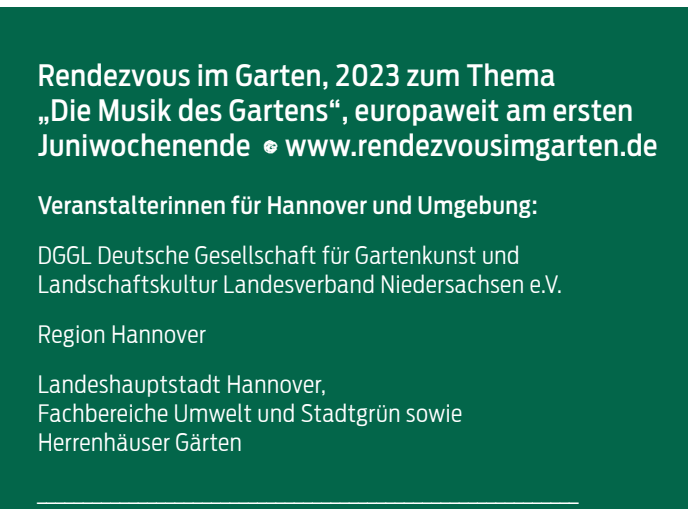 Rendezvous im Garten, 2023 zum Thema
„Die Musik des Gartens“, europaweit am ersten
Juniwochenende www.rendezvousimgarten.de
Veranstalterinnen für Hannover und Umgebung:
DGGL Deutsche Gesellschaft für Gartenkunst und
Landschaftskultur Landesverband Niedersachsen e.V.
Region Hannover
Landeshauptstadt Hannover,
Fachbereiche Umwelt und Stadtgrün sowie
Herrenhäuser Gärten